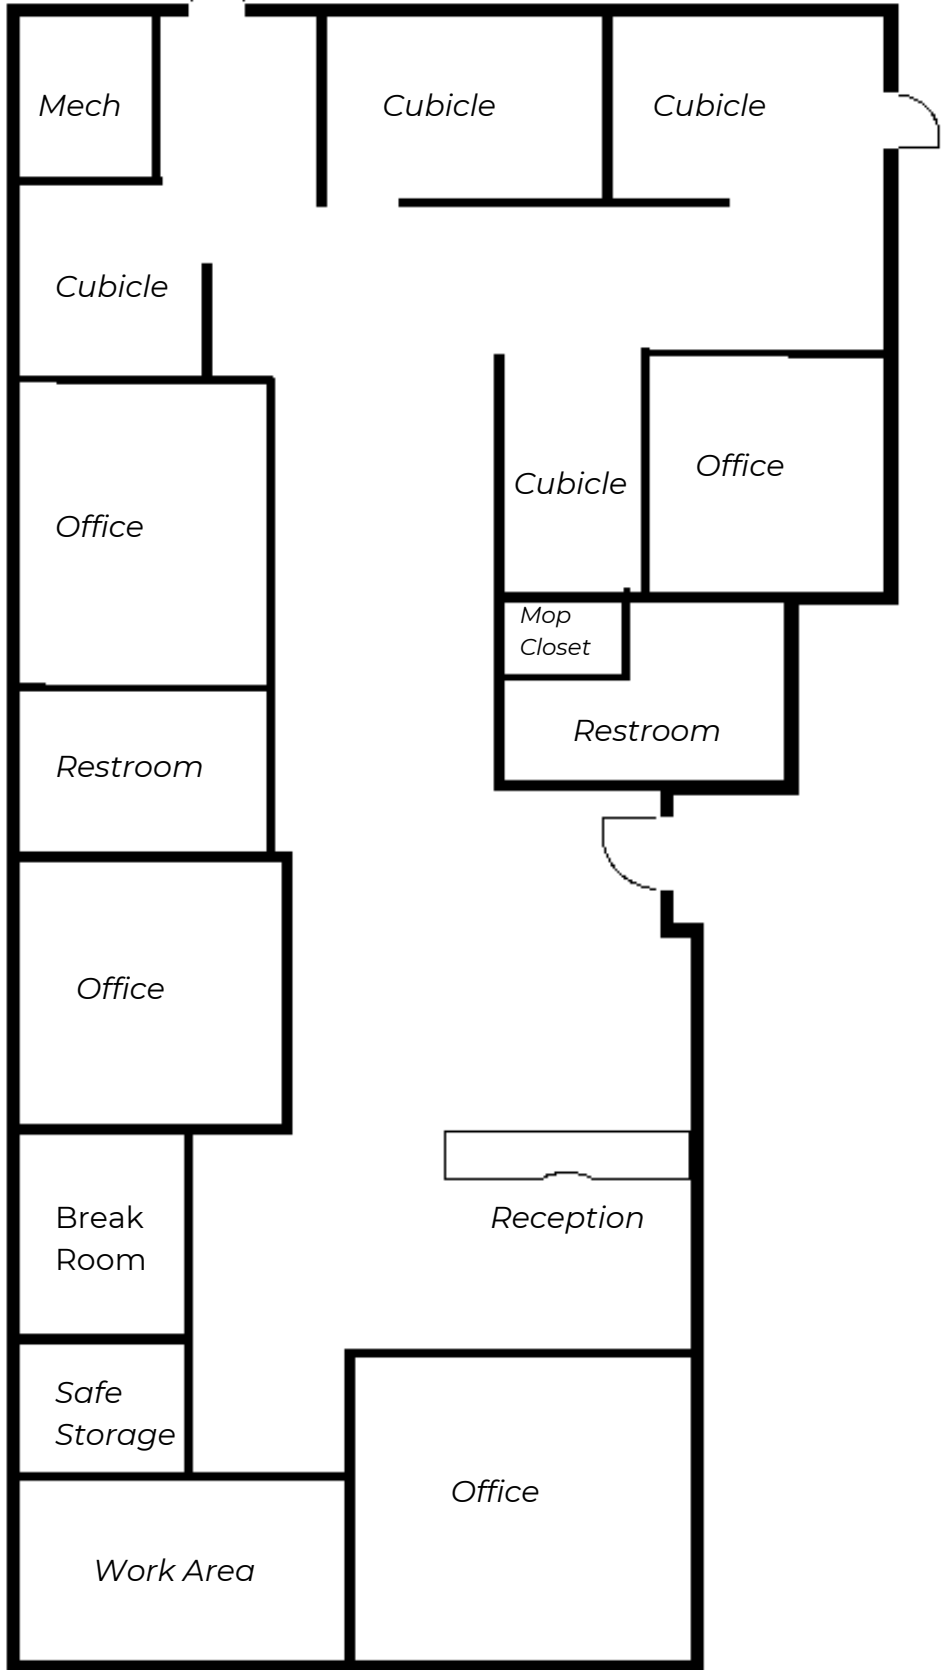 Mech
Cubicle
Cubicle
Cubicle
Office
Cubicle
Office
Mop
Closet
Restroom
Restroom
Office
Break
Room
Reception
Safe
Storage
Office
Work Area